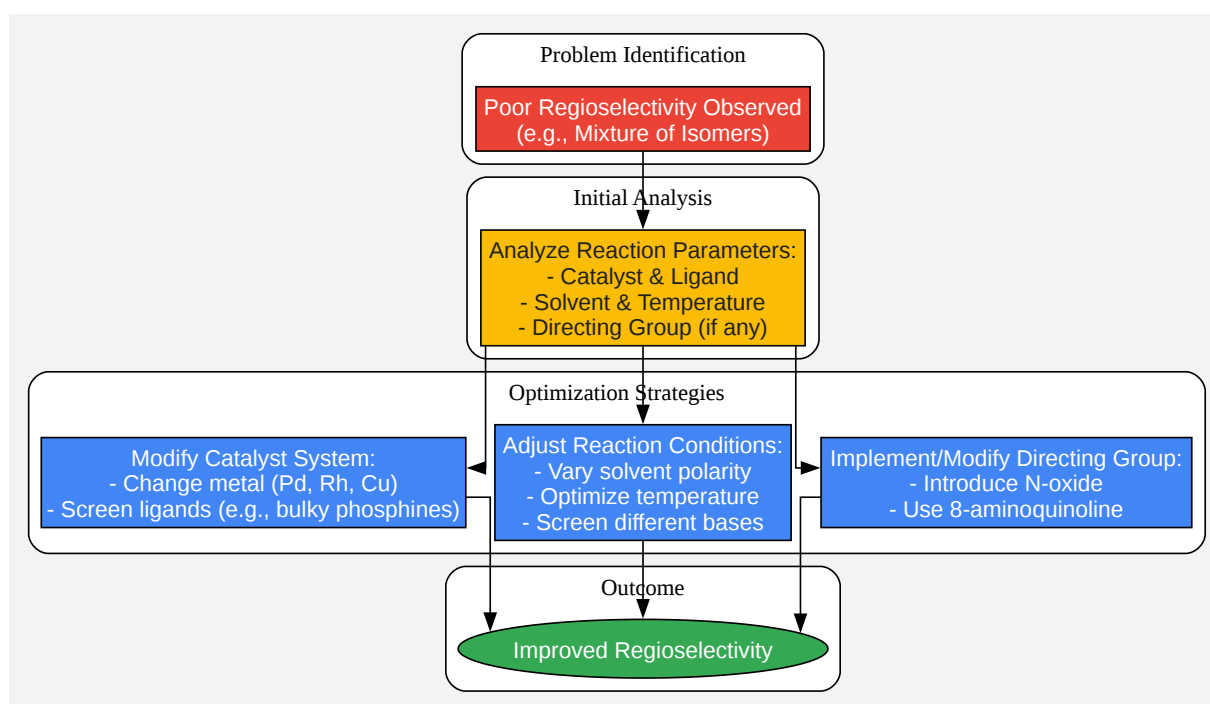 Problem Identification
Poor Regioselectivity Observed
(e.g., Mixture of Isomers)
Initial Analysis
Analyze Reaction Parameters:
- Catalyst & Ligand
- Solvent & Temperature
- Directing Group (if any)
Optimization Strategies
Modify Catalyst System:
- Change metal (Pd, Rh, Cu)
- Screen ligands (e.g., bulky phosphines)
Adjust Reaction Conditions:
- Vary solvent polarity
- Optimize temperature
- Screen different bases
Implement/Modify Directing Group:
- Introduce N-oxide
- Use 8-aminoquinoline
Outcome
Improved Regioselectivity